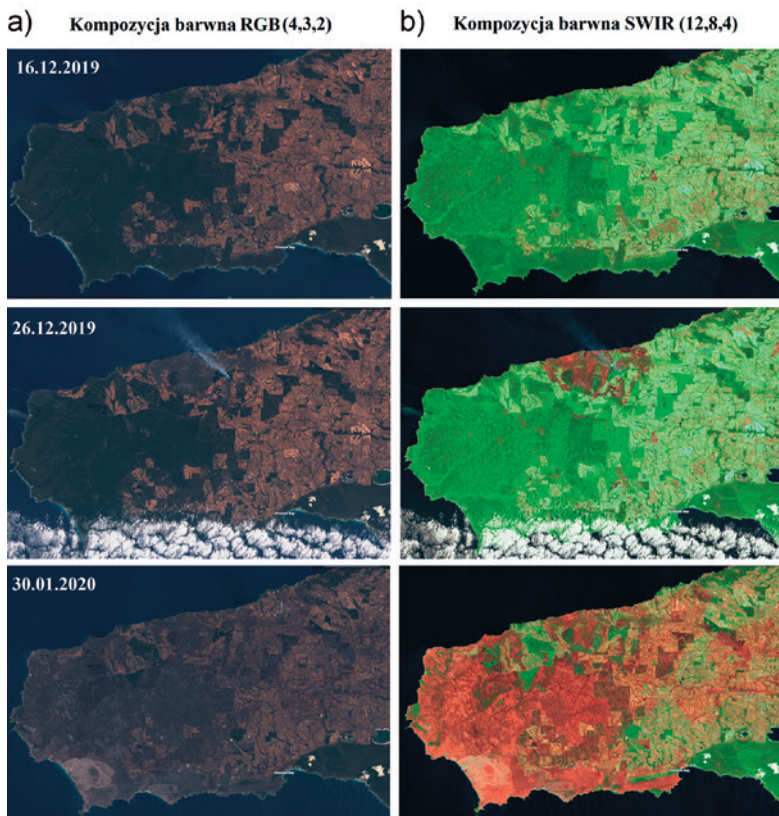 a) Kompozycja barwna RGB (4,3,2)
b) Kompozycja barwna SWIR (12,8,4)
16.12.2019
26.12.2019
30.01.2020